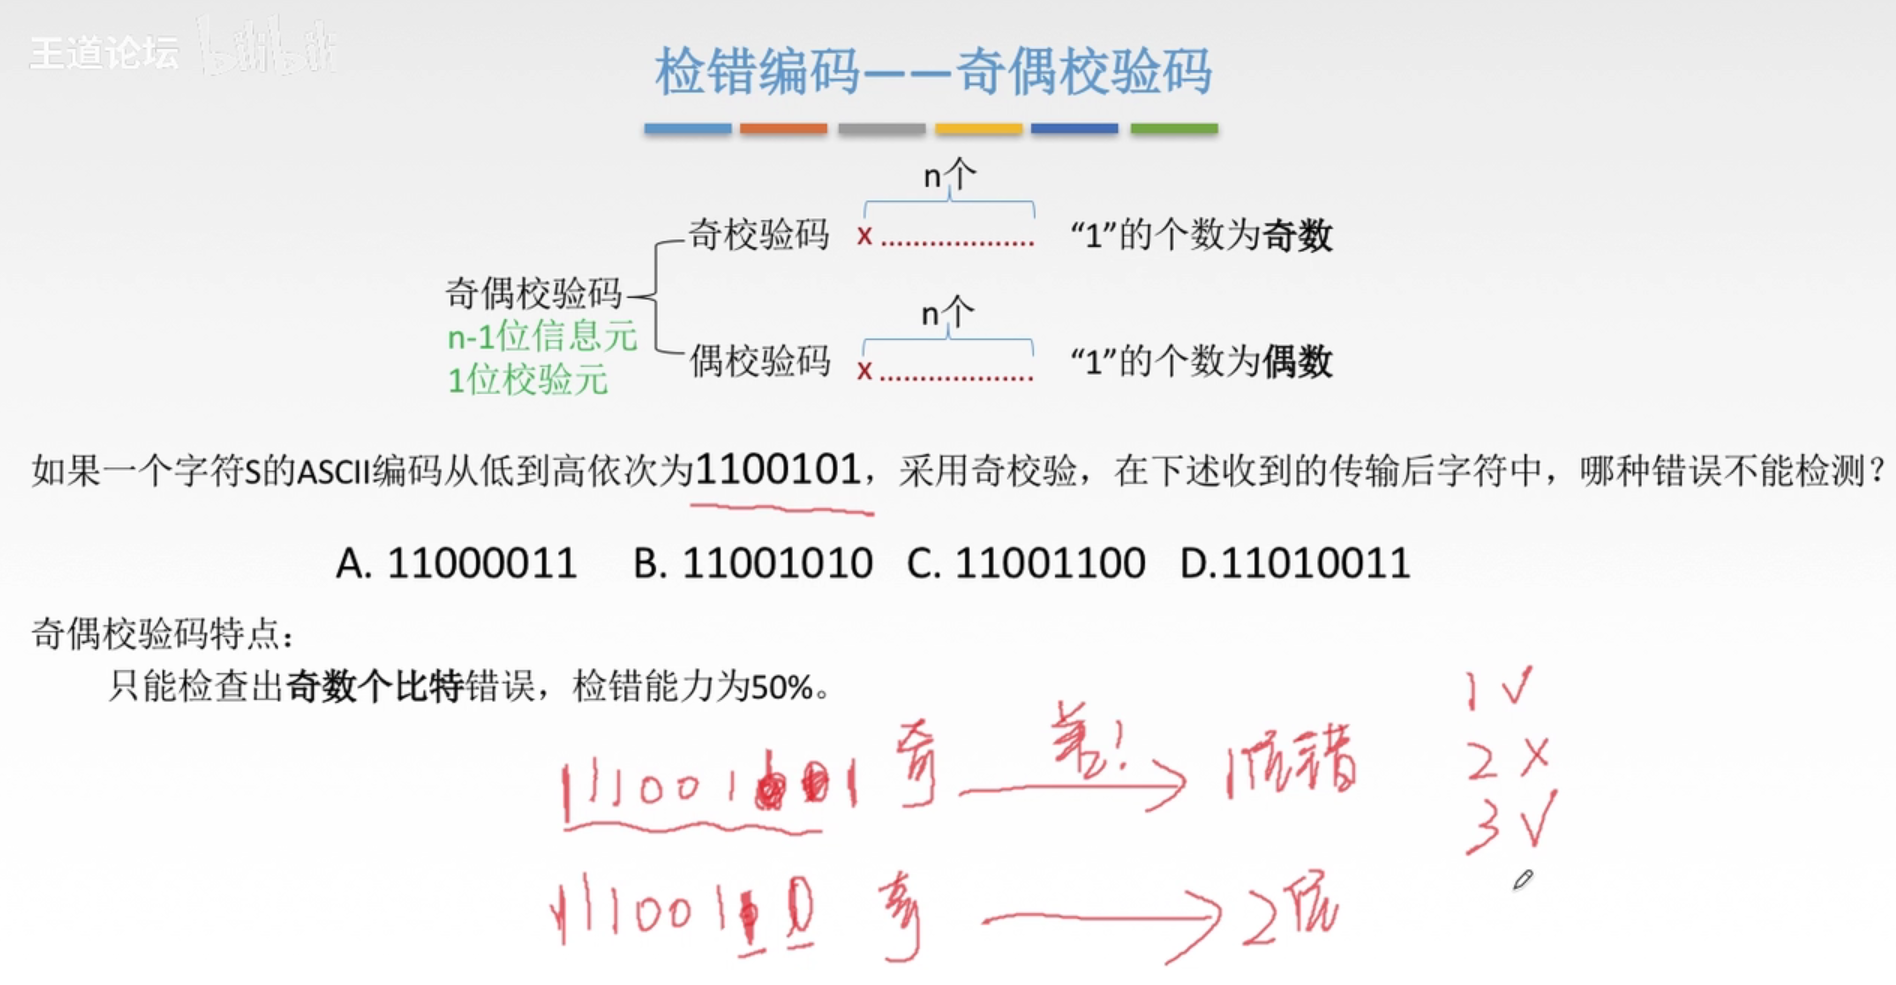 王道论坛 bilibili
检错编码——奇偶校验码
n个
奇校验码 x ................... “1”的个数为奇数
奇偶校验码
n-1位信息元
1位校验元
n个
偶校验码 x ................... “1”的个数为偶数
如果一个字符S的ASCII编码从低到高依次为1100101，采用奇校验，在下述收到的传输后字符中，哪种错误不能检测？
A. 11000011 B. 11001010 C. 11001100 D.11010011
奇偶校验码特点：
只能检查出奇数个比特错误，检错能力为50%。
1 √
2 X
3 √
奇 差! 1位错
奇 2位